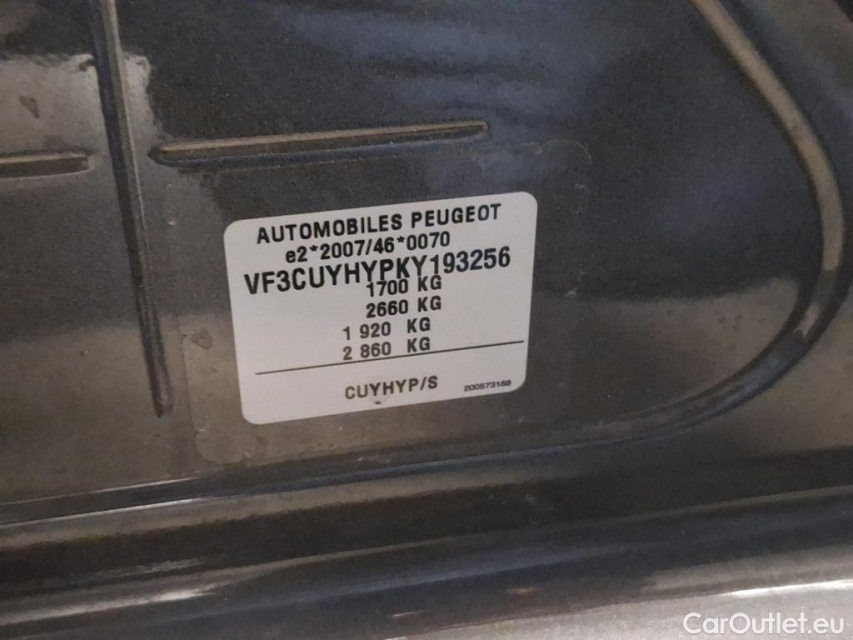 AUTOMOBILES PEUGEOT
e2*2007/46*0070
VF3CUYHYPKY193256
1700 KG
2660 KG
1 920 KG
2 860 KG
CUYHYP/S 200573188
CarOutlet.eu